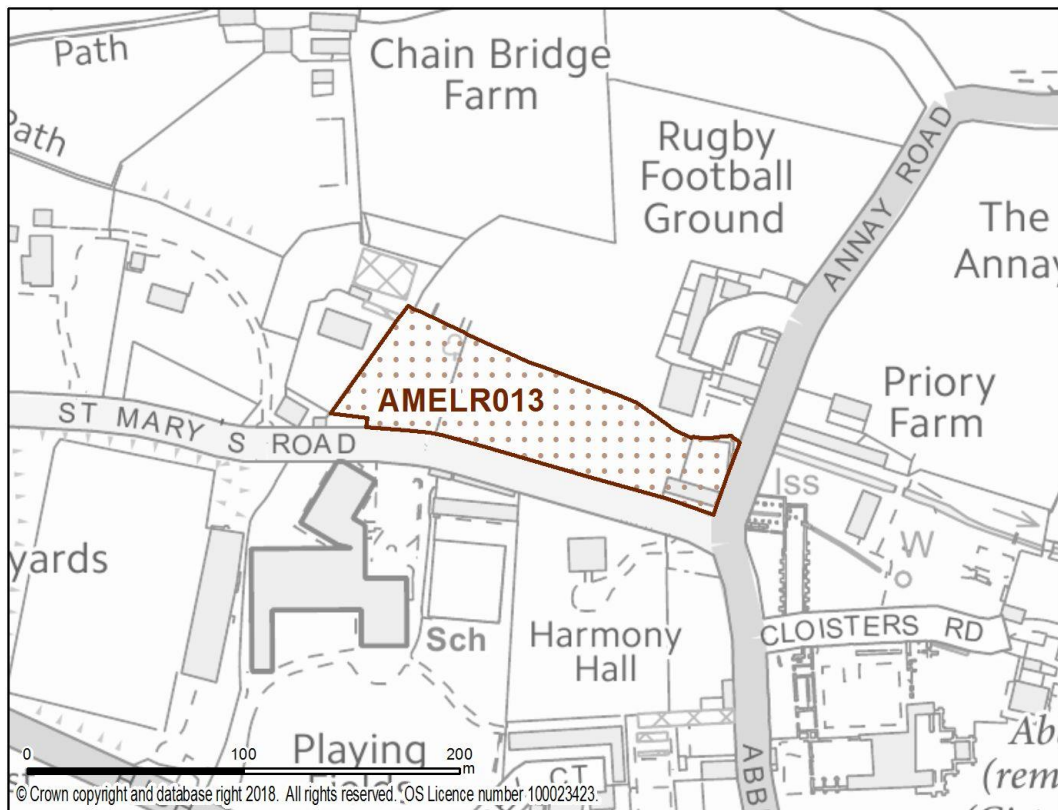 Path
Chain Bridge
Farm
Path
Rugby
Football
Ground
ANNAY ROAD
The
Annay
AMELR013
Priory
Farm
ST MARY'S ROAD
Iss
W
yards
Sch
Harmony
Hall
CLOISTERS RD
Playing
0 100 200
m
CT
ABB
Ab
(rem
© Crown copyright and database right 2018. All rights reserved. OS Licence number 100023423.